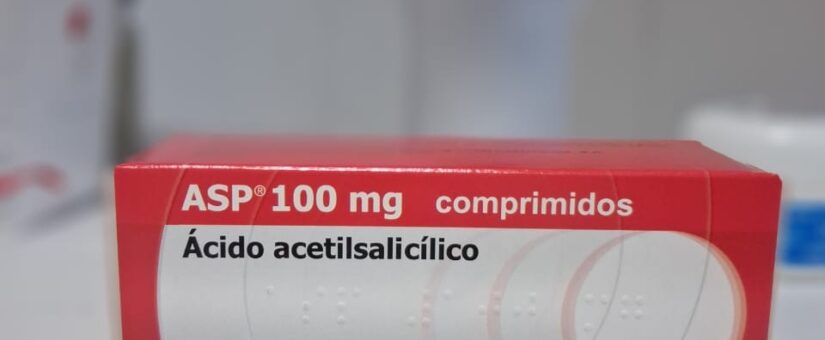 ASP® 100 mg comprimidos
Ácido acetilsalicílico